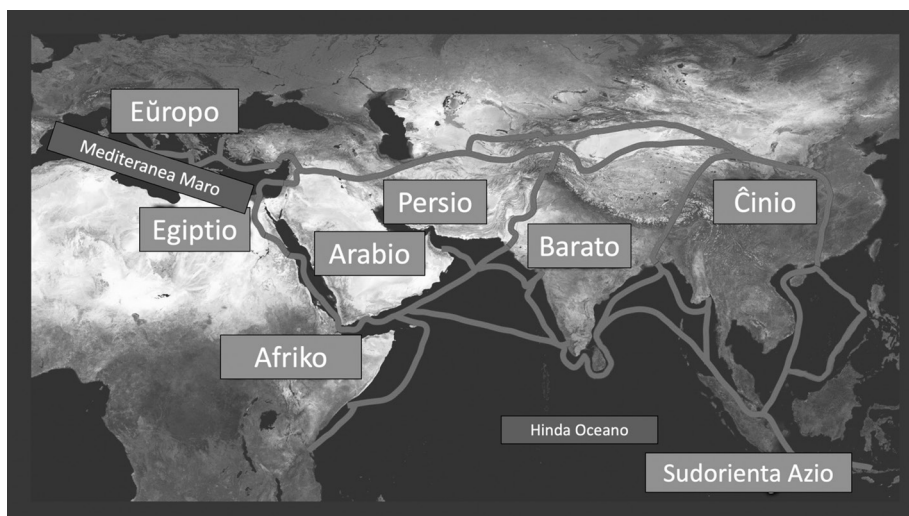 Eŭropo
Mediteranea Maro
Egiptio
Arabio
Persio
Barato
Ĉinio
Afriko
Hinda Oceano
Sudorienta Azio